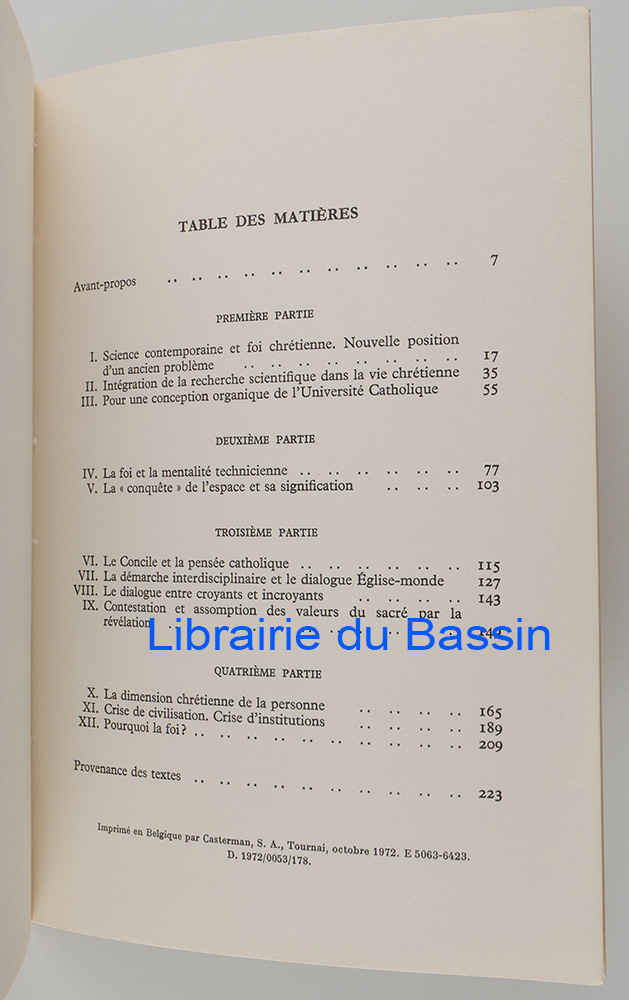 TABLE DES MATIÈRES
Avant-propos .. .. .. .. .. .. .. .. .. .. .. 7
PREMIÈRE PARTIE
I. Science contemporaine et foi chrétienne. Nouvelle position
d'un ancien problème .. .. .. .. .. .. .. .. 17
II. Intégration de la recherche scientifique dans la vie chrétienne 35
III. Pour une conception organique de l'Université Catholique 55
DEUXIÈME PARTIE
IV. La foi et la mentalité technicienne .. .. .. .. .. .. 77
V. La « conquête » de l'espace et sa signification .. .. .. 103
TROISIÈME PARTIE
VI. Le Concile et la pensée catholique .. .. .. .. .. .. 115
VII. La démarche interdisciplinaire et le dialogue Église-monde 127
VIII. Le dialogue entre croyants et incroyants .. .. .. .. 143
IX. Contestation et assomption des valeurs du sacré par la
révélation
Librairie du Bassin
QUATRIÈME PARTIE
X. La dimension chrétienne de la personne .. .. .. .. 165
XI. Crise de civilisation. Crise d'institutions .. .. .. .. 189
XII. Pourquoi la foi? .. .. .. .. .. .. .. .. .. .. 209
Provenance des textes .. .. .. .. .. .. .. .. .. .. 223
Imprimé en Belgique par Casterman, S. A., Tournai, octobre 1972. E 5063-6423.
D. 1972/0053/178.